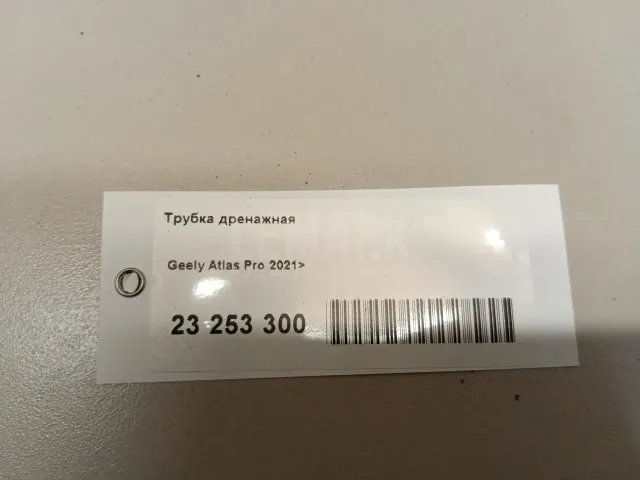 Трубка дренажная
Geely Atlas Pro 2021>
23 253 300